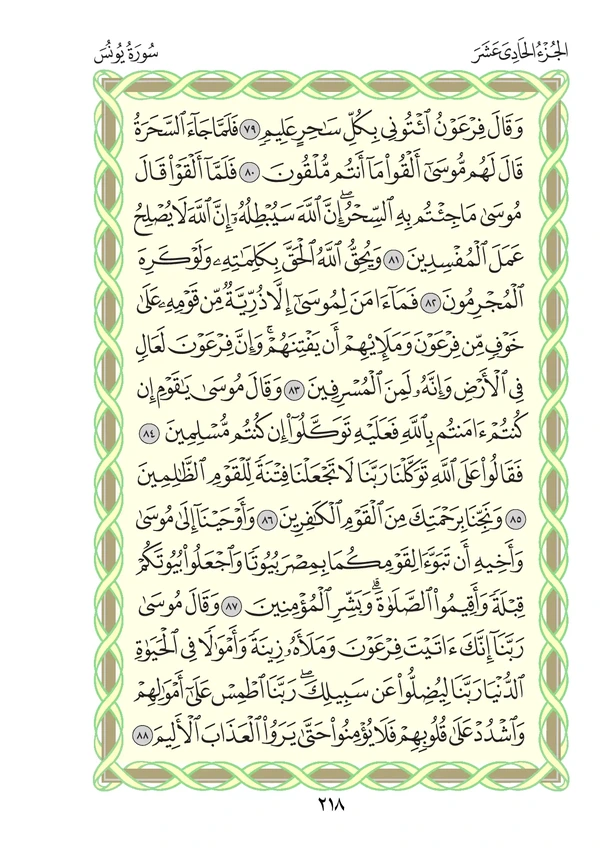 الجُزْءُ الحَادِي عَشَرَ
سُورَةُ يُونُسَ
وَقَالَ فِرْعَوْنُ ٱئْتُونِى بِكُلِّ سَٰحِرٍ عَلِيمٍ ٧٩ فَلَمَّا جَآءَ ٱلسَّحَرَةُ
قَالَ لَهُم مُّوسَىٰٓ أَلْقُوا۟ مَآ أَنتُم مُّلْقُونَ ٨٠ فَلَمَّآ أَلْقَوْا۟ قَالَ
مُوسَىٰ مَا جِئْتُم بِهِ ٱلسِّحْرُ ۖ إِنَّ ٱللَّهَ سَيُبْطِلُهُۥٓ ۖ إِنَّ ٱللَّهَ لَا يُصْلِحُ
عَمَلَ ٱلْمُفْسِدِينَ ٨١ وَيُحِقُّ ٱللَّهُ ٱلْحَقَّ بِكَلِمَٰتِهِۦ وَلَوْ كَرِهَ
ٱلْمُجْرِمُونَ ٨٢ فَمَآ ءَامَنَ لِمُوسَىٰٓ إِلَّا ذُرِّيَّةٌ مِّن قَوْمِهِۦ عَلَىٰ
خَوْفٍ مِّن فِرْعَوْنَ وَمَلَإِي۟هِمْ أَن يَفْتِنَهُمْ ۚ وَإِنَّ فِرْعَوْنَ لَعَالٍ
فِى ٱلْأَرْضِ وَإِنَّهُۥ لَمِنَ ٱلْمُسْرِفِينَ ٨٣ وَقَالَ مُوسَىٰ يَٰقَوْمِ إِن
كُنتُمْ ءَامَنتُم بِٱللَّهِ فَعَلَيْهِ تَوَكَّلُوٓا۟ إِن كُنتُم مُّسْلِمِينَ ٨٤
فَقَالُوا۟ عَلَى ٱللَّهِ تَوَكَّلْنَا رَبَّنَا لَا تَجْعَلْنَا فِتْنَةً لِّلْقَوْمِ ٱلظَّٰلِمِينَ
٨٥ وَنَجِّنَا بِرَحْمَتِكَ مِنَ ٱلْقَوْمِ ٱلْكَٰفِرِينَ ٨٦ وَأَوْحَيْنَآ إِلَىٰ مُوسَىٰ
وَأَخِيهِ أَن تَبَوَّءَا لِقَوْمِكُمَا بِمِصْرَ بُيُوتًا وَٱجْعَلُوا۟ بُيُوتَكُمْ
قِبْلَةً وَأَقِيمُوا۟ ٱلصَّلَوٰةَ ۗ وَبَشِّرِ ٱلْمُؤْمِنِينَ ٨٧ وَقَالَ مُوسَىٰ
رَبَّنَآ إِنَّكَ ءَاتَيْتَ فِرْعَوْنَ وَمَلَأَهُۥ زِينَةً وَأَمْوَٰلًا فِى ٱلْحَيَوٰةِ
ٱلدُّنْيَا رَبَّنَا لِيُضِلُّوا۟ عَن سَبِيلِكَ ۖ رَبَّنَا ٱطْمِسْ عَلَىٰٓ أَمْوَٰلِهِمْ
وَٱشْدُدْ عَلَىٰ قُلُوبِهِمْ فَلَا يُؤْمِنُوا۟ حَتَّىٰ يَرَوُا۟ ٱلْعَذَابَ ٱلْأَلِيمَ ٨٨
٢١٨